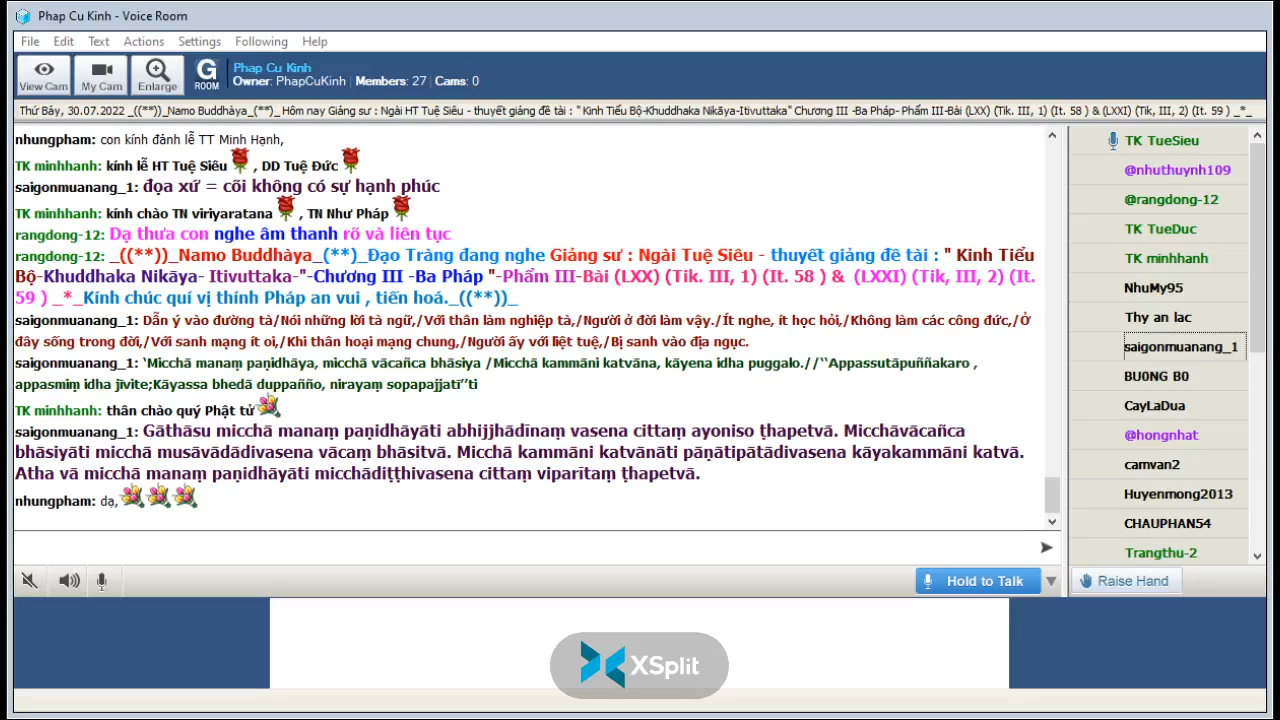 Phap Cu Kinh - Voice Room
File Edit Text Actions Settings Following Help
View Cam My Cam Enlarge G ROOM Phap Cu Kinh
Owner: PhapCuKinh | Members: 27 | Cams: 0
Thứ Bảy, 30.07.2022 _((**))_Namo Buddhàya_(**)_ Hôm nay Giảng sư : Ngài HT Tuệ Siêu - thuyết giảng đề tài : " Kinh Tiểu Bộ-Khuddhaka Nikāya-Itivuttaka" Chương III -Ba Pháp- Phẩm III-Bài (LXX) (Tik. III, 1) (It. 58 ) & (LXXI) (Tik, III, 2) (It. 59 ) _*_
nhungpham: con kính đảnh lễ TT Minh Hạnh,
TK minhhanh: kính lễ HT Tuệ Siêu , DD Tuệ Đức
saigonmuanang_1: đọa xứ = cõi không có sự hạnh phúc
TK minhhanh: kính chào TN viriyaratana , TN Như Pháp
rangdong-12: Dạ thưa con nghe âm thanh rõ và liên tục
rangdong-12: _((**))_Namo Buddhàya_(**)_Đạo Tràng đang nghe Giảng sư : Ngài Tuệ Siêu - thuyết giảng đề tài : " Kinh Tiểu
Bộ-Khuddhaka Nikāya- Itivuttaka-"-Chương III -Ba Pháp "-Phẩm III-Bài (LXX) (Tik. III, 1) (It. 58 ) & (LXXI) (Tik, III, 2) (It.
59 ) _*_Kính chúc quí vị thính Pháp an vui , tiến hoá._((**))_
saigonmuanang_1: Dẫn ý vào đường tà/Nói những lời tà ngữ,/Với thân làm nghiệp tà,/Người ở đời làm vậy./Ít nghe, ít học hỏi,/Không làm các công đức,/Ở
đây sống trong đời,/Với sanh mạng ít oi,/Khi thân hoại mạng chung,/Người ấy với liệt tuệ,/Bị sanh vào địa ngục.
saigonmuanang_1: ‘Micchā manaṃ paṇidhāya, micchā vācañca bhāsiya /Micchā kammāni katvāna, kāyena idha puggalo.//‘‘Appassutāpuññakaro ,
appasmiṃ idha jīvite;Kāyassa bhedā duppañño, nirayaṃ sopapajjatī’’ti
TK minhhanh: thân chào quý Phật tử
saigonmuanang_1: Gāthāsu micchā manaṃ paṇidhāyāti abhijjhādīnaṃ vasena cittaṃ ayoniso ṭhapetvā. Micchāvācañca
bhāsiyāti micchā musāvādādivasena vācaṃ bhāsitvā. Micchā kammāni katvānāti pāṇātipātādivasena kāyakammāni katvā.
Atha vā micchā manaṃ paṇidhāyāti micchādiṭṭhivasena cittaṃ viparītaṃ ṭhapetvā.
nhungpham: dạ,
Hold to Talk
TK TueSieu
@nhuthuynh109
@rangdong-12
TK TueDuc
TK minhhanh
NhuMy95
Thy an lac
saigonmuanang_1
BU0NG B0
CayLaDua
@hongnhat
camvan2
Huyenmong2013
CHAUPHAN54
Trangthu-2
Raise Hand
XSplit